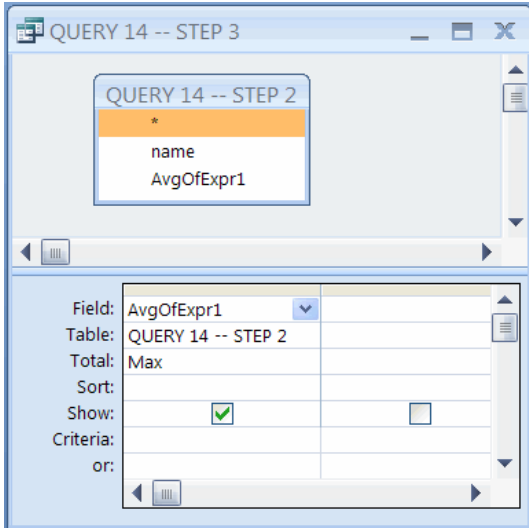 QUERY 14 -- STEP 3
QUERY 14 -- STEP 2
*
name
AvgOfExpr1
Field: AvgOfExpr1
Table: QUERY 14 -- STEP 2
Total: Max
Sort:
Show:
Criteria:
or: